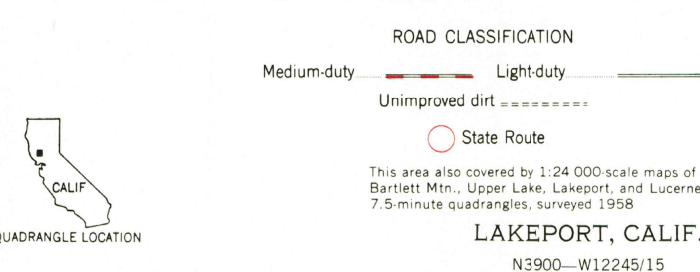 ROAD CLASSIFICATION
Medium-duty Light-duty
Unimproved dirt
State Route
CALIF
QUADRANGLE LOCATION
This area also covered by 1:24 000-scale maps of
Bartlett Mtn., Upper Lake, Lakeport, and Lucerne
7.5-minute quadrangles, surveyed 1958
LAKEPORT, CALIF.
N3900—W12245/15